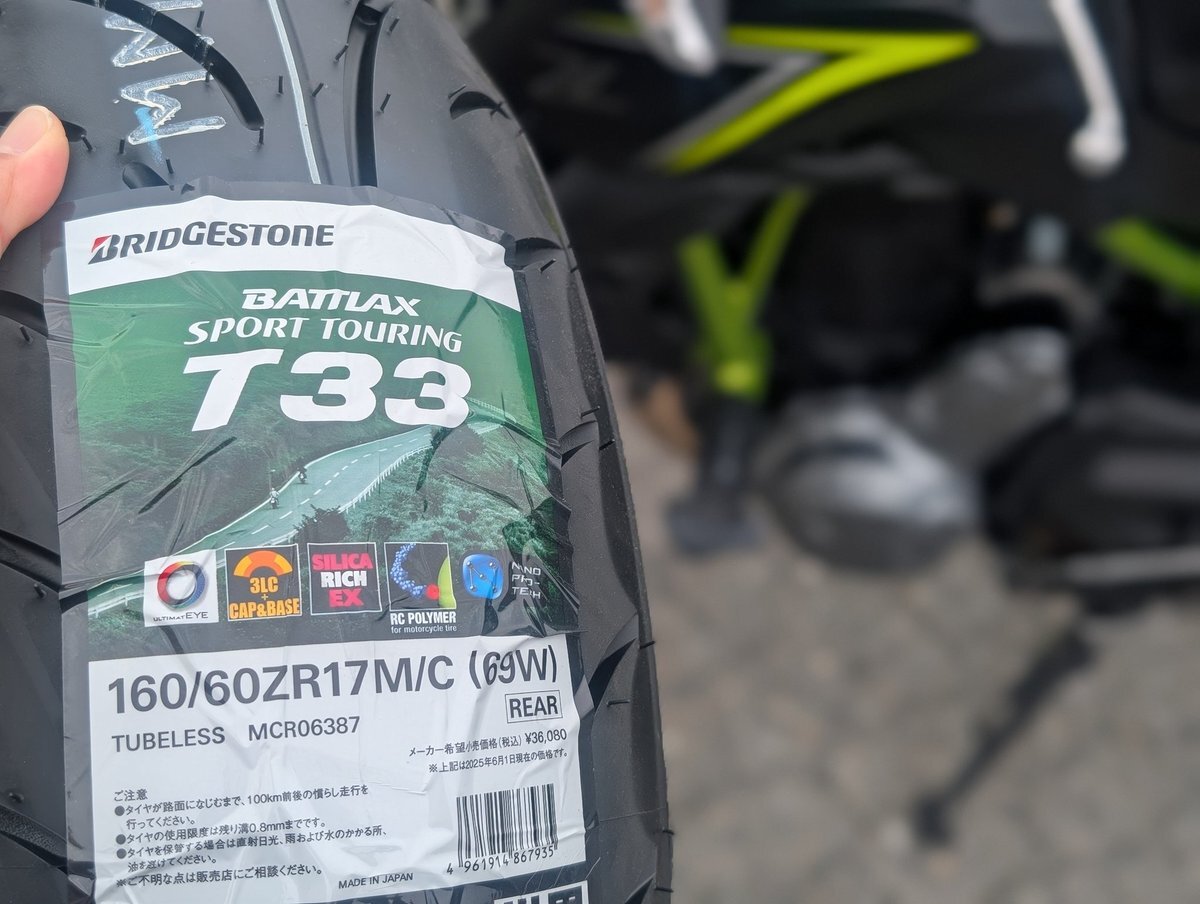 BRIDGESTONE
BATTLAX
SPORT TOURING
T33
ULTIMAT EYE
3LC
+
CAP&BASE
SILICA
RICH
EX
RC POLYMER
for motorcycle tire
NANO
PRO-
TECH
160/60ZR17M/C (69W)
REAR
TUBELESS MCR06387
メーカー希望小売価格(税込) ¥36,080
※上記は2025年6月1日現在の価格です。
ご注意
●タイヤが路面になじむまで、100km前後の慣らし走行を
行ってください。
●タイヤの使用限度は残り溝0.8mmまでです。
●タイヤを保管する場合は直射日光、雨および水のかかる所、
油を避けてください。
※ご不明な点は販売店にご相談ください。
MADE IN JAPAN
4 961914 867935